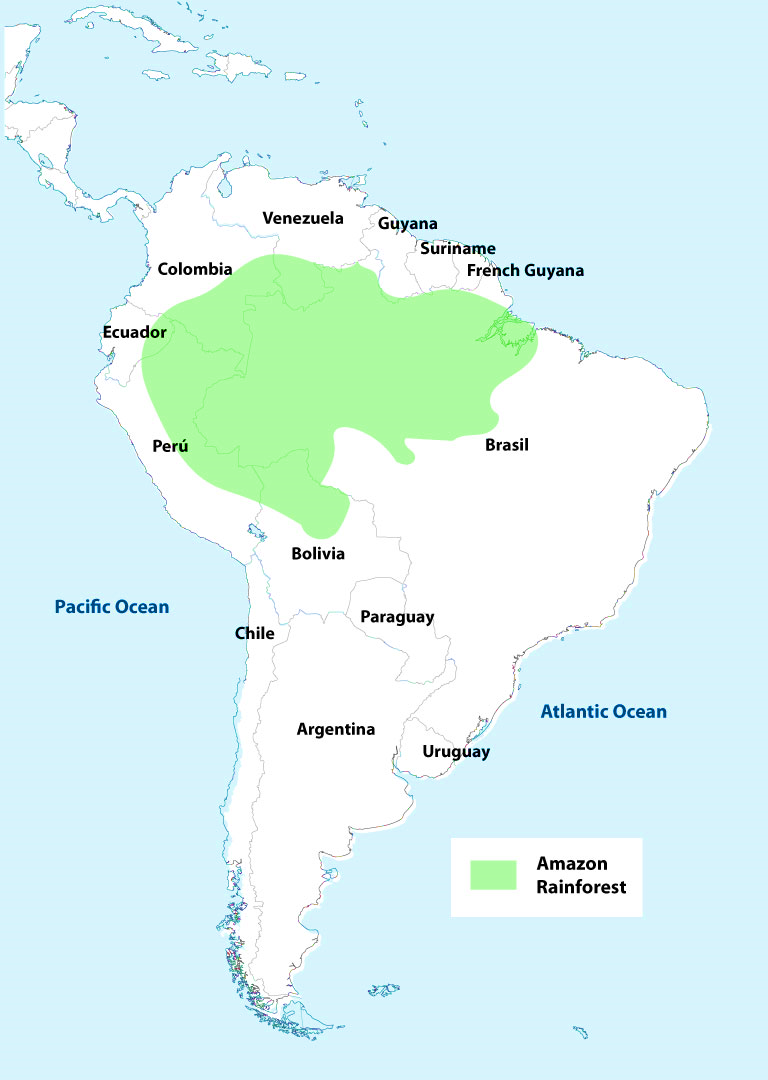 Venezuela
Guyana
Suriname
French Guyana
Colombia
Ecuador
Perú
Brasil
Bolivia
Pacific Ocean
Paraguay
Chile
Atlantic Ocean
Argentina
Uruguay
Amazon
Rainforest